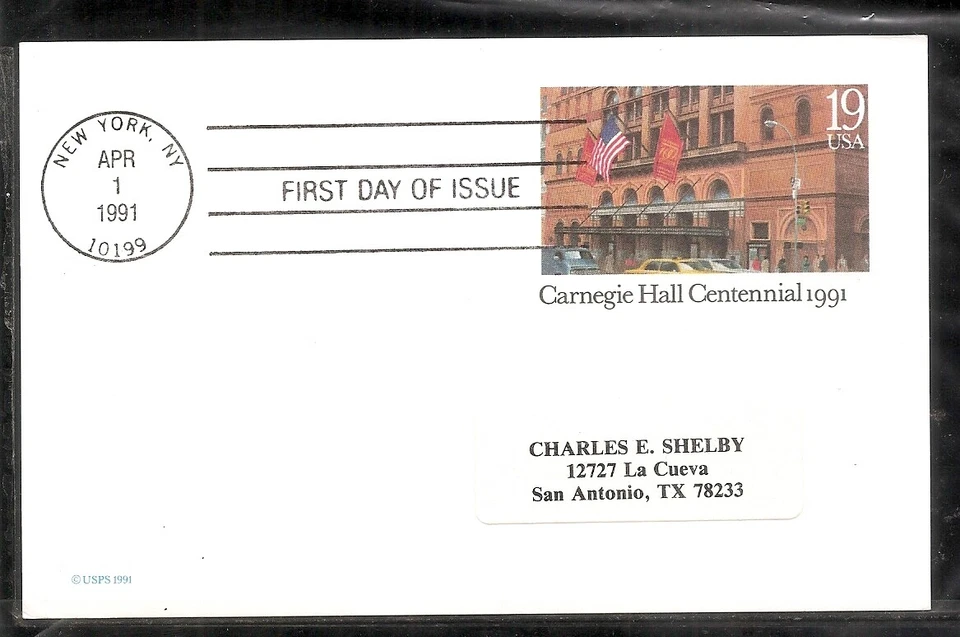 NEW YORK, NY
APR
1
1991
10199
FIRST DAY OF ISSUE
19
USA
Carnegie Hall Centennial 1991
CHARLES E. SHELBY
12727 La Cueva
San Antonio, TX 78233
© USPS 1991